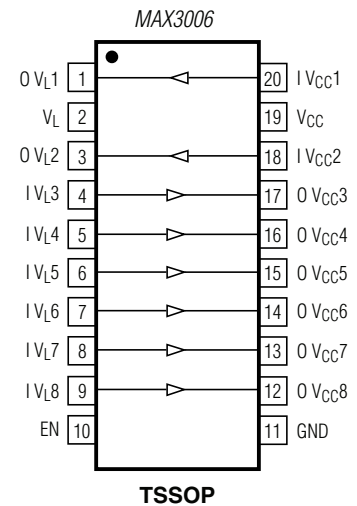 MAX3006
O VL1 1 20 I VCC1
VL 2 19 VCC
O VL2 3 18 I VCC2
I VL3 4 17 O VCC3
I VL4 5 16 O VCC4
I VL5 6 15 O VCC5
I VL6 7 14 O VCC6
I VL7 8 13 O VCC7
I VL8 9 12 O VCC8
EN 10 11 GND
TSSOP